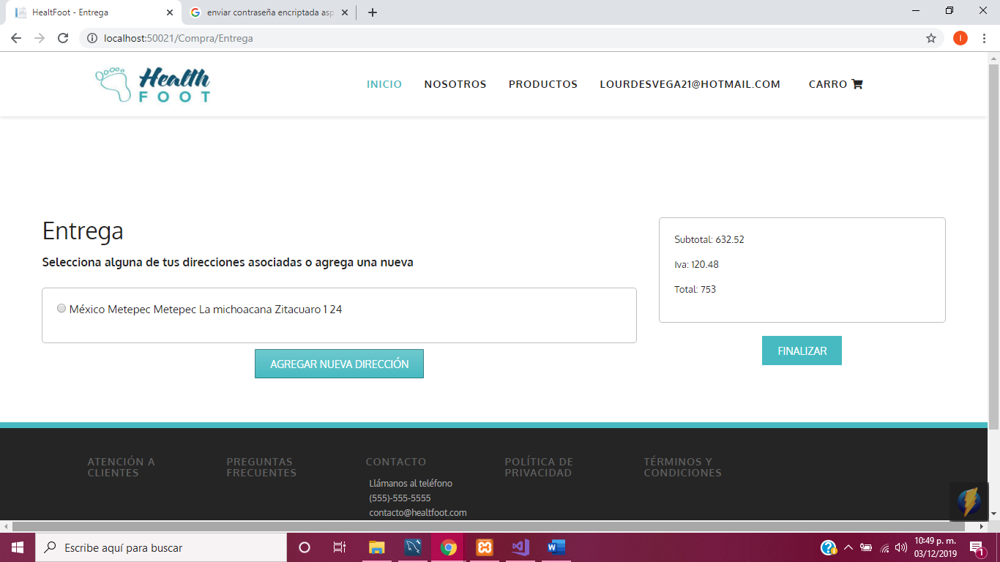 HealtFoot - Entrega
enviar contraseña encriptada asp
localhost:50021/Compra/Entrega
I
Health
FOOT
INICIO
NOSOTROS
PRODUCTOS
LOURDESVEGA21@HOTMAIL.COM
CARRO
Entrega
Selecciona alguna de tus direcciones asociadas o agrega una nueva
México Metepec Metepec La michoacana Zitacuaro 1 24
AGREGAR NUEVA DIRECCIÓN
Subtotal: 632.52
Iva: 120.48
Total: 753
FINALIZAR
ATENCIÓN A
CLIENTES
PREGUNTAS
FRECUENTES
CONTACTO
Llámanos al teléfono
(555)-555-5555
contacto@healtfoot.com
POLÍTICA DE
PRIVACIDAD
TÉRMINOS Y
CONDICIONES
Escribe aquí para buscar
10:49 p. m.
03/12/2019
1